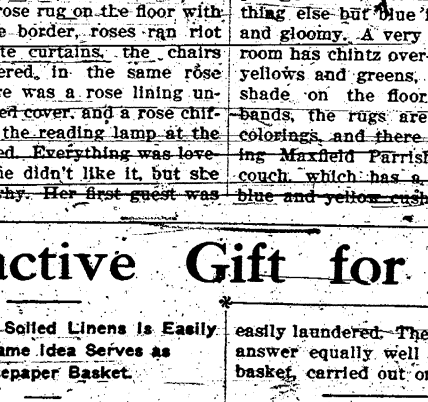 rose rug on the floor with
e border, roses ran riot
te curtains, the chairs
ered, in the same rose
re was a rose lining un-
ed cover, and a rose chif-
the reading lamp at the
ed. Everything was love-
ne didn't like it, but she
why. Her first guest was
thing else but blue i
and gloomy. A very
room has chintz over
yellows and greens,
shade on the floor
bands, the rugs are
colorings, and there
ing Maxfield Parrish
couch, which has a
blue and yellow cush
active Gift for
Soiled Linens Is Easily
ame Idea Serves as
tepaper Basket.
easily laundered. The
answer equally well
basket, carried out or